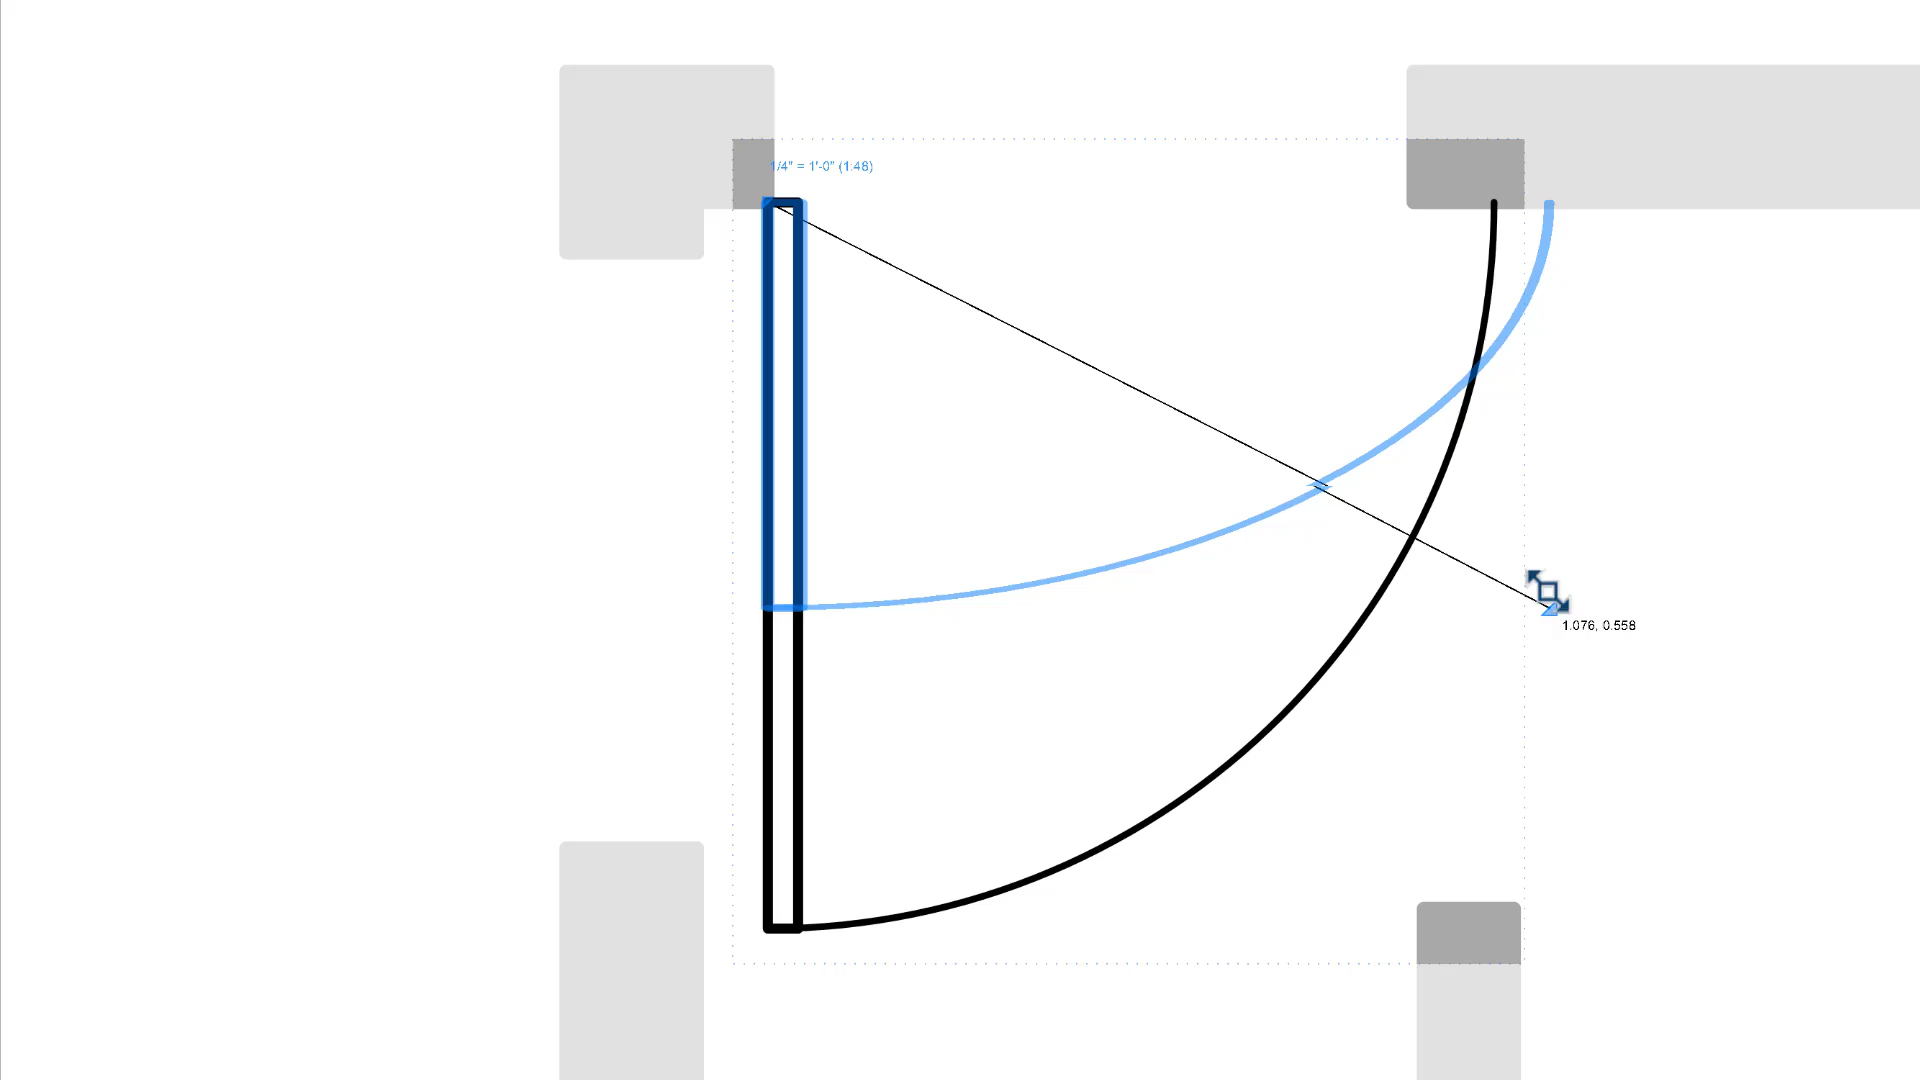 1/4" = 1'-0" (1:48)
1.076, 0.558